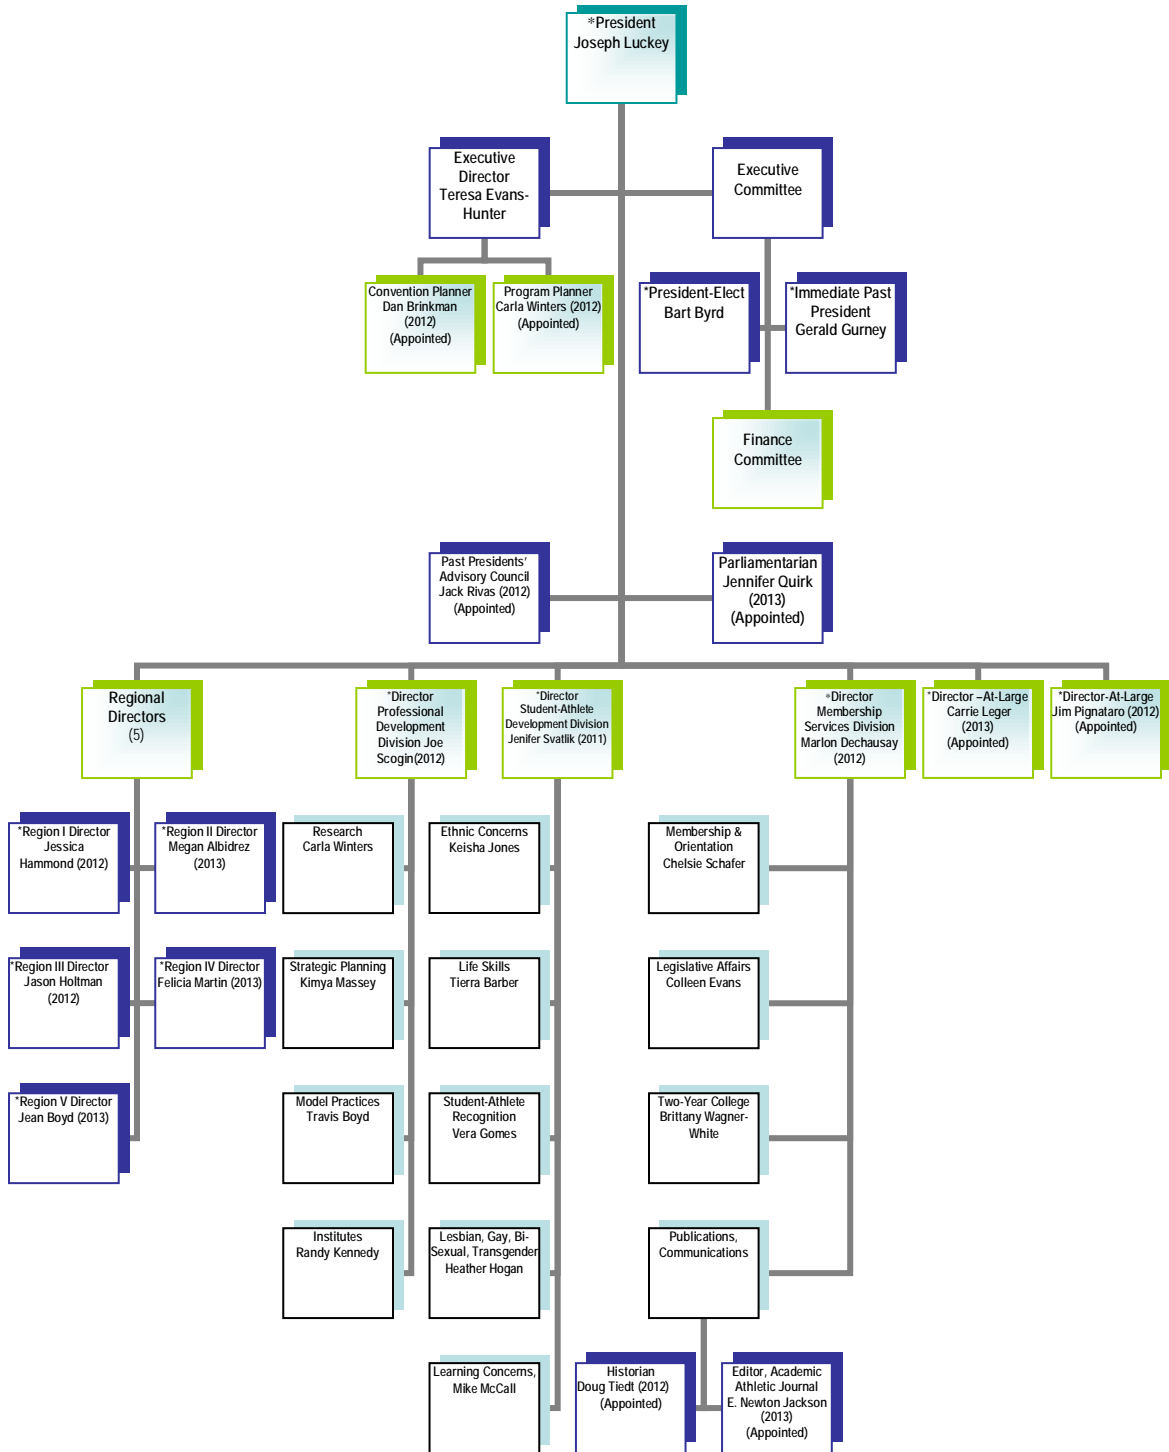 *President
Joseph Luckey
Executive
Director
Teresa Evans-
Hunter
Executive
Committee
Convention Planner
Dan Brinkman
(2012)
(Appointed)
Program Planner
Carla Winters (2012)
(Appointed)
*President-Elect
Bart Byrd
*Immediate Past
President
Gerald Gurney
Finance
Committee
Past Presidents'
Advisory Council
Jack Rivas (2012)
(Appointed)
Parliamentarian
Jennifer Quirk
(2013)
(Appointed)
Regional
Directors
(5)
*Director
Professional
Development
Division Joe
Scogin(2012)
*Director
Student-Athlete
Development Division
Jenifer Svatlik (2011)
*Director
Membership
Services Division
Marlon Dechausay
(2012)
*Director –At-Large
Carrie Leger
(2013)
(Appointed)
*Director-At-Large
Jim Pignataro (2012)
(Appointed)
*Region I Director
Jessica
Hammond (2012)
*Region II Director
Megan Albidrez
(2013)
Research
Carla Winters
Ethnic Concerns
Keisha Jones
Membership &
Orientation
Chelsie Schafer
*Region III Director
Jason Holtman
(2012)
*Region IV Director
Felicia Martin (2013)
Strategic Planning
Kimya Massey
Life Skills
Tierra Barber
Legislative Affairs
Colleen Evans
*Region V Director
Jean Boyd (2013)
Model Practices
Travis Boyd
Student-Athlete
Recognition
Vera Gomes
Two-Year College
Brittany Wagner-
White
Institutes
Randy Kennedy
Lesbian, Gay, Bi-
Sexual, Transgender
Heather Hogan
Publications,
Communications
Learning Concerns,
Mike McCall
Historian
Doug Tiedt (2012)
(Appointed)
Editor, Academic
Athletic Journal
E. Newton Jackson
(2013)
(Appointed)